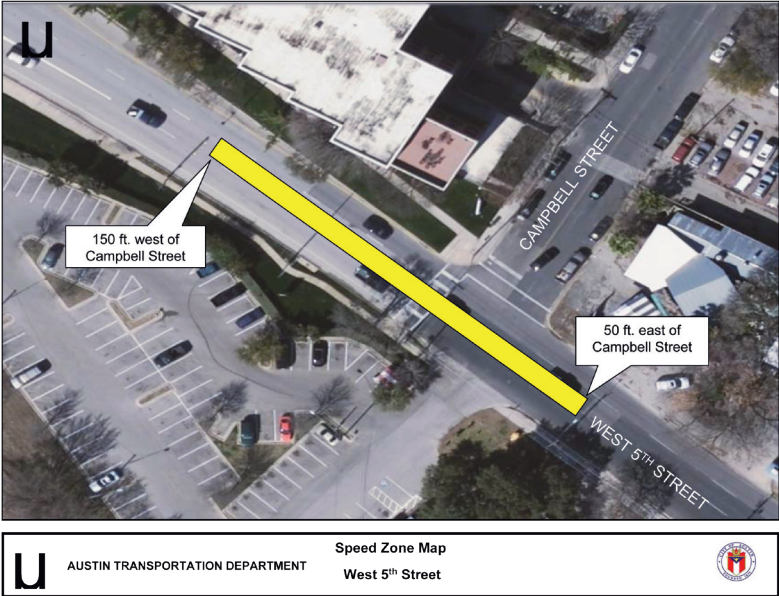 u
150 ft. west of
Campbell Street
CAMPBELL STREET
50 ft. east of
Campbell Street
WEST 5TH STREET
u
AUSTIN TRANSPORTATION DEPARTMENT
Speed Zone Map
West 5th Street